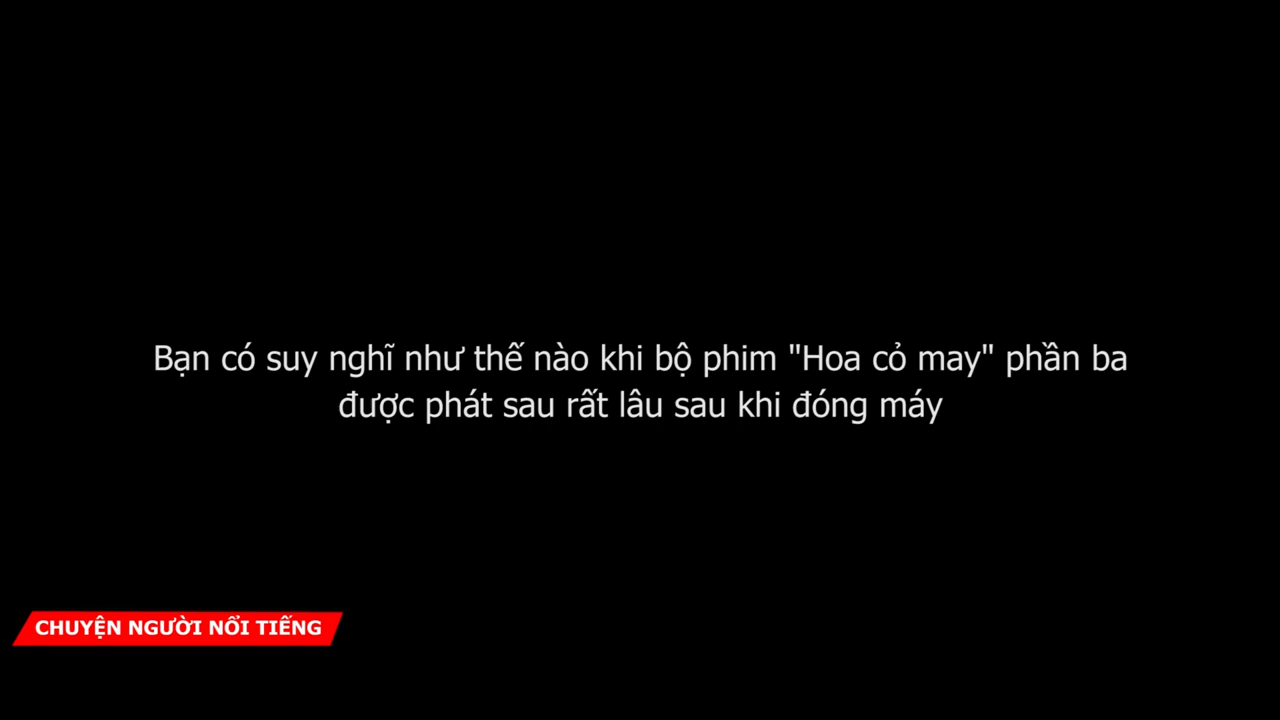 Bạn có suy nghĩ như thế nào khi bộ phim "Hoa cỏ may" phần ba
được phát sau rất lâu sau khi đóng máy
CHUYỆN NGƯỜI NỔI TIẾNG